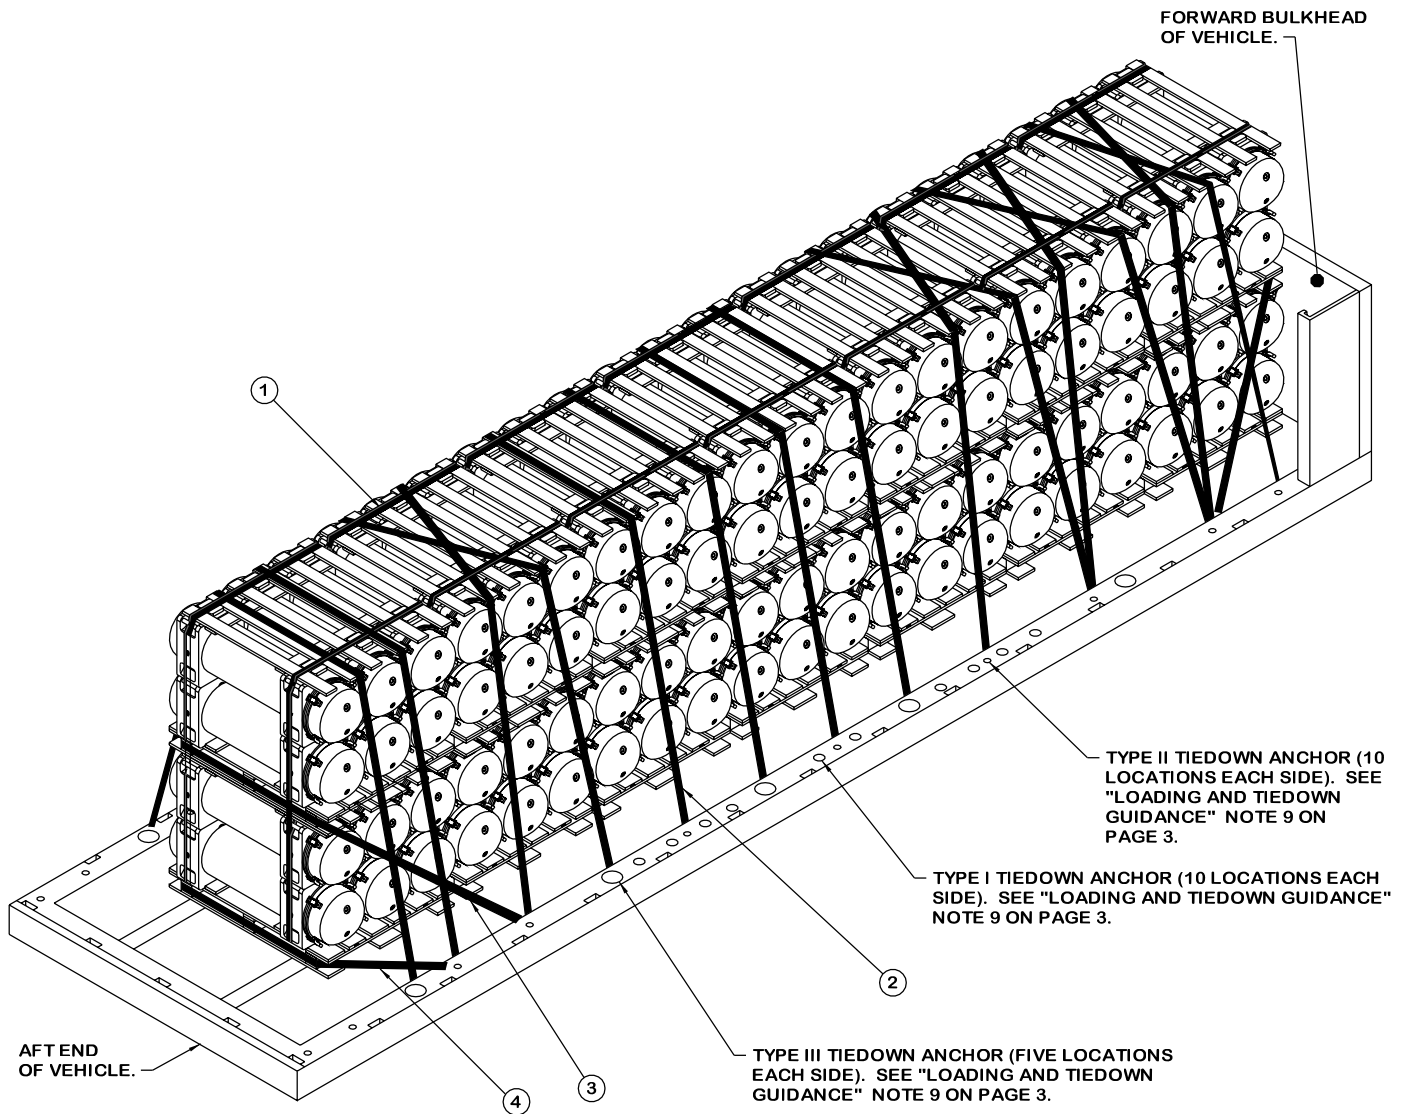 FORWARD BULKHEAD
OF VEHICLE.
1
TYPE II TIEDOWN ANCHOR (10
LOCATIONS EACH SIDE). SEE
"LOADING AND TIEDOWN
GUIDANCE" NOTE 9 ON
PAGE 3.
TYPE I TIEDOWN ANCHOR (10 LOCATIONS EACH
SIDE). SEE "LOADING AND TIEDOWN GUIDANCE"
NOTE 9 ON PAGE 3.
2
TYPE III TIEDOWN ANCHOR (FIVE LOCATIONS
EACH SIDE). SEE "LOADING AND TIEDOWN
GUIDANCE" NOTE 9 ON PAGE 3.
3
4
AFT END
OF VEHICLE.